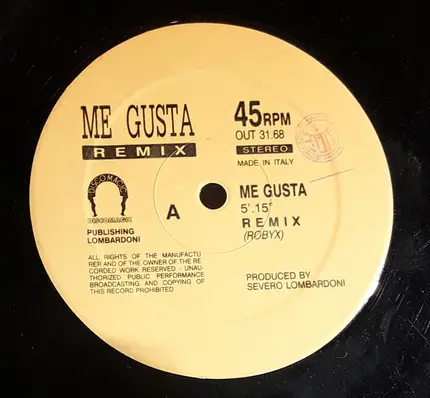 ME GUSTA
REMIX
45RPM
OUT 31.68
STEREO
MADE IN ITALY
DISCOMAGIC
DISCOMAGIC
PUBLISHING
LOMBARDONI
A
ME GUSTA
5'.15"
REMIX
(ROBYX)
ALL RIGHTS OF THE MANUFACTU
RER AND OF THE OWNER OF THE RE
CORDED WORK RESERVED - UNAU
THORIZED PUBLIC PERFORMANCE
BROADCASTING AND COPYING OF
THIS RECORD PROHIBITED
PRODUCED BY
SEVERO LOMBARDONI